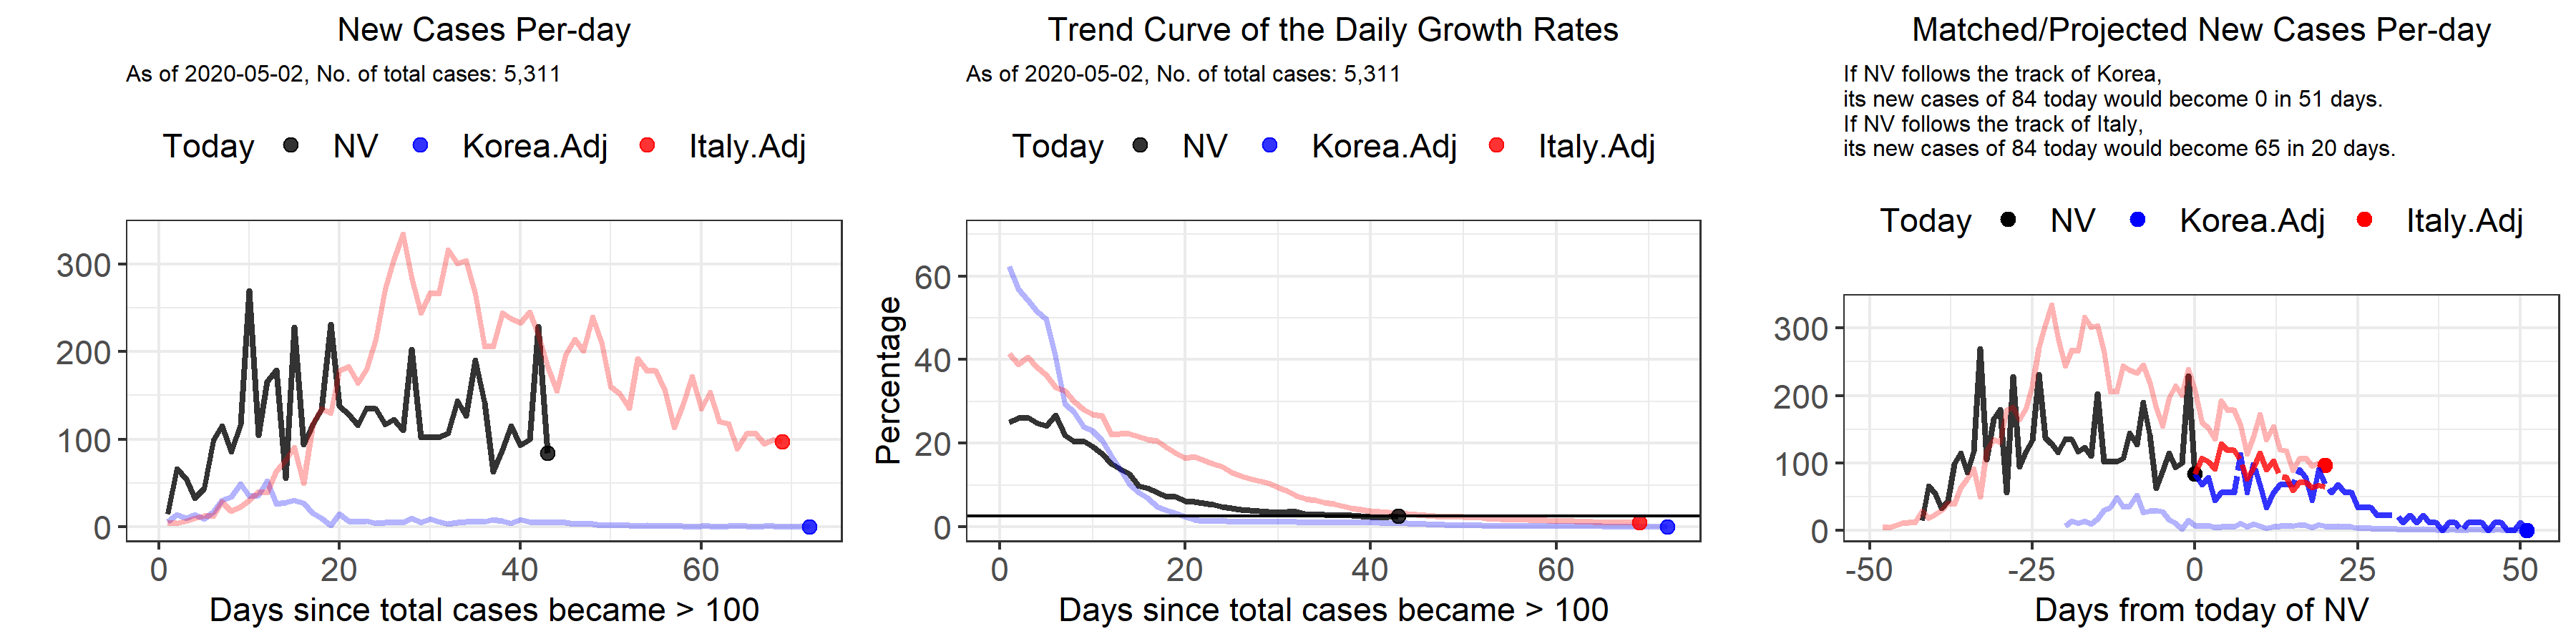 New Cases Per-day
As of 2020-05-02, No. of total cases: 5,311
Today NV Korea.Adj Italy.Adj
300
200
100
0
0 20 40 60
Days since total cases became > 100
Trend Curve of the Daily Growth Rates
As of 2020-05-02, No. of total cases: 5,311
Today NV Korea.Adj Italy.Adj
Percentage
60
40
20
0
0 20 40 60
Days since total cases became > 100
Matched/Projected New Cases Per-day
If NV follows the track of Korea,
its new cases of 84 today would become 0 in 51 days.
If NV follows the track of Italy,
its new cases of 84 today would become 65 in 20 days.
Today NV Korea.Adj Italy.Adj
300
200
100
0
-50 -25 0 25 50
Days from today of NV